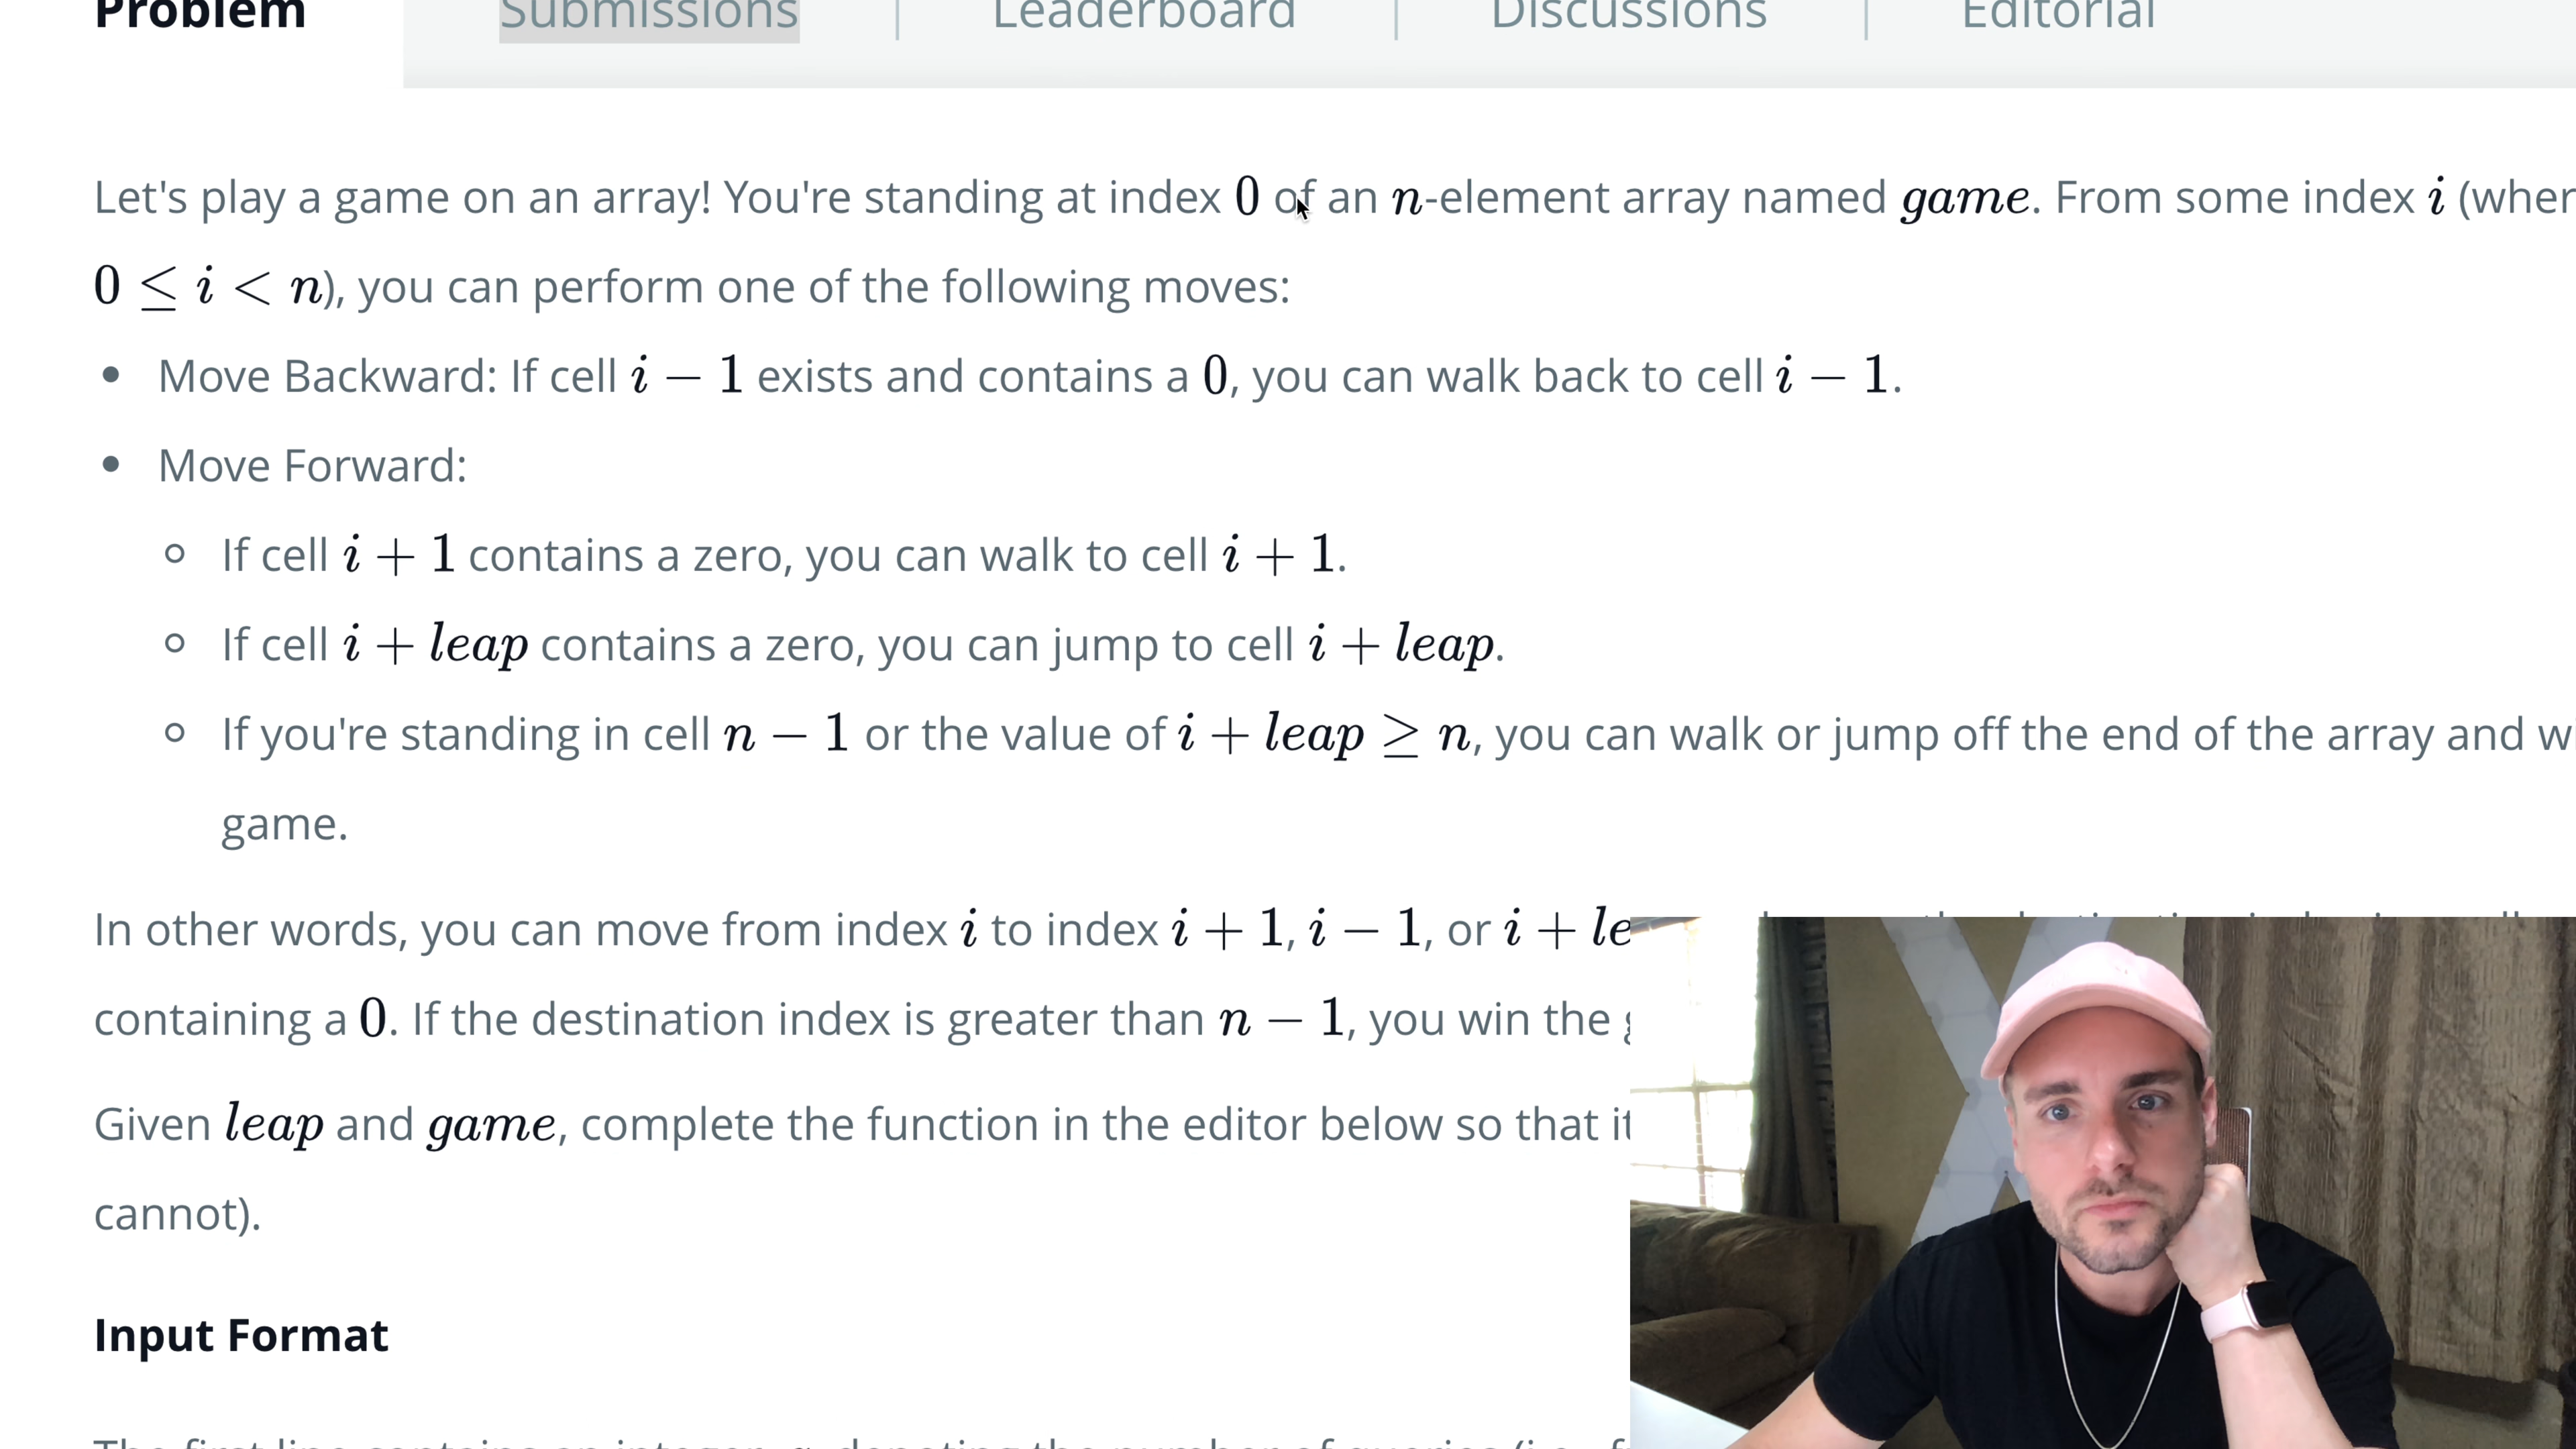 Problem Submissions | Leaderboard | Discussions | Editorial
Let's play a game on an array! You're standing at index 0 of an n-element array named game. From some index i
0 ≤ i < n), you can perform one of the following moves:
• Move Backward: If cell i − 1 exists and contains a 0, you can walk back to cell i − 1.
• Move Forward:
○ If cell i + 1 contains a zero, you can walk to cell i + 1.
○ If cell i + leap contains a zero, you can jump to cell i + leap.
○ If you're standing in cell n − 1 or the value of i + leap ≥ n, you can walk or jump off the end of the array and
game.
In other words, you can move from index i to index i + 1, i − 1, or i +
containing a 0. If the destination index is greater than n − 1, you win the
Given leap and game, complete the function in the editor below so that it
cannot).
Input Format